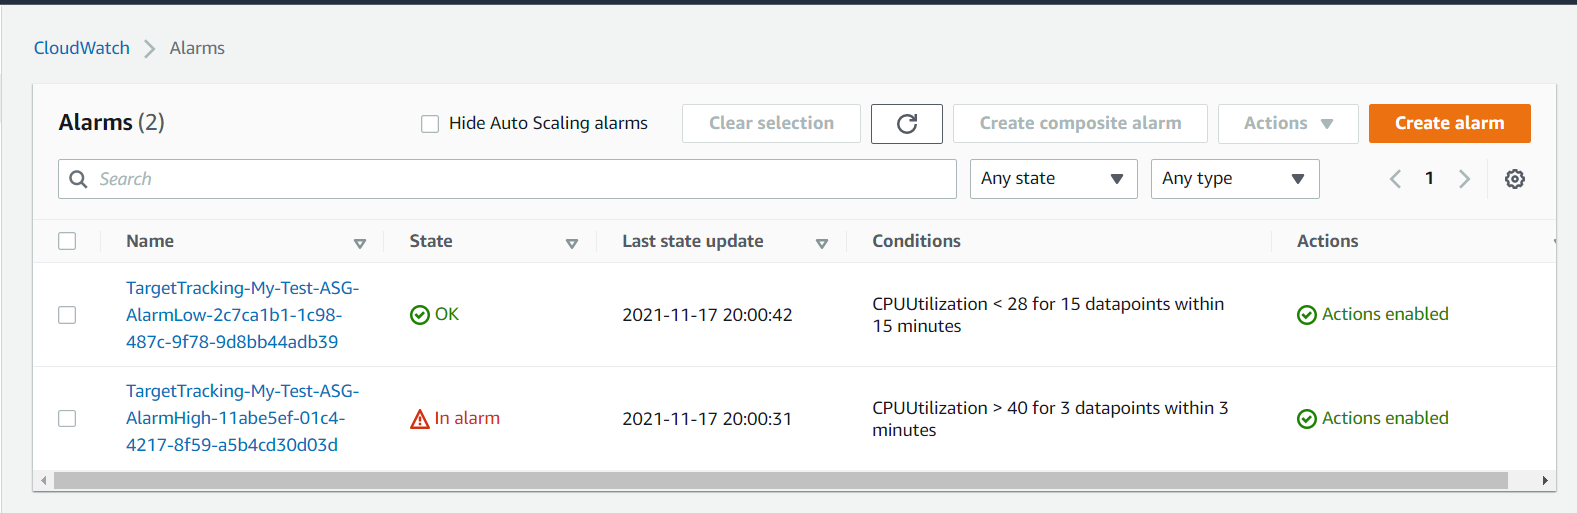 CloudWatch > Alarms
Alarms (2)
Hide Auto Scaling alarms
Clear selection
Create composite alarm
Actions
Create alarm
Search
Any state
Any type
1
Name
State
Last state update
Conditions
Actions
TargetTracking-My-Test-ASG-
AlarmLow-2c7ca1b1-1c98-
487c-9f78-9d8bb44adb39
OK
2021-11-17 20:00:42
CPUUtilization < 28 for 15 datapoints within
15 minutes
Actions enabled
TargetTracking-My-Test-ASG-
AlarmHigh-11abe5ef-01c4-
4217-8f59-a5b4cd30d03d
In alarm
2021-11-17 20:00:31
CPUUtilization > 40 for 3 datapoints within 3
minutes
Actions enabled